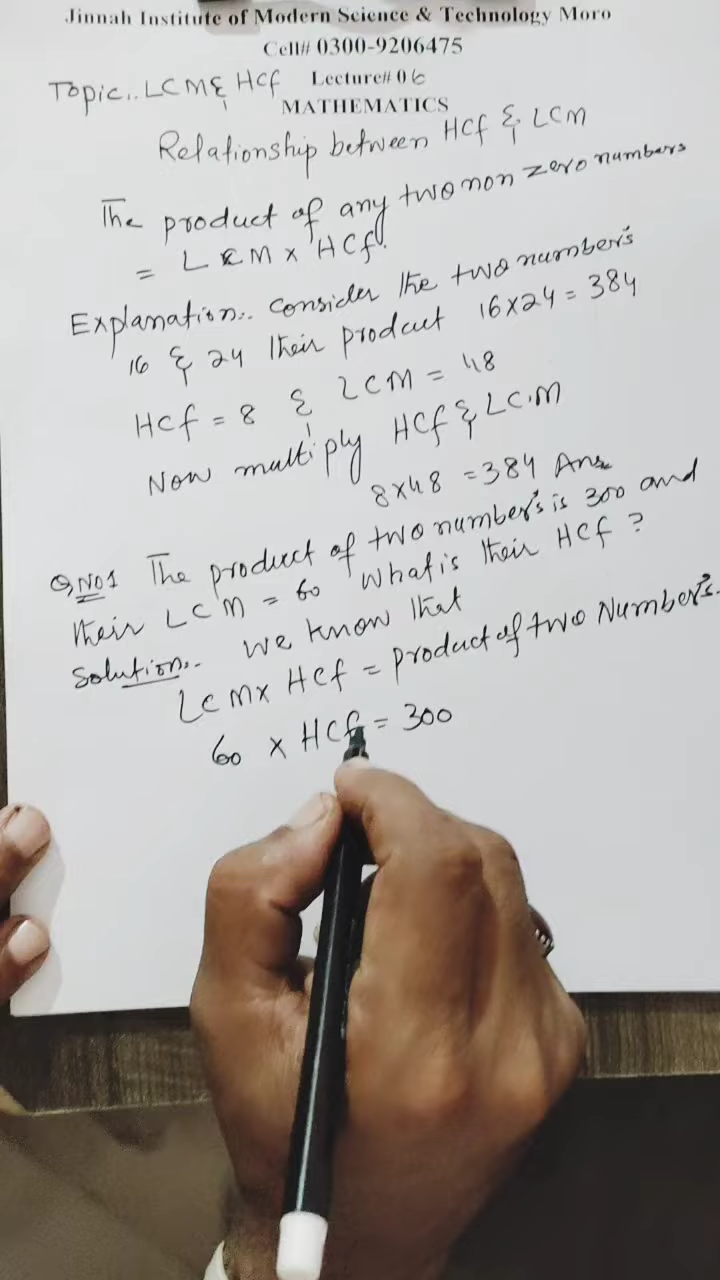 Jinnah Institute of Modern Science & Technology Moro
Cell# 0300-9206475
Topic.. LCM & HCf Lecture# 06
MATHEMATICS
Relationship between HCf & LCM
The product of any two non zero numbers
= LCM x HCf.
Explanation.. Consider the two number's
16 & 24 their product 16x24 = 384
HCf = 8 & LCM = 48
Now multiply HCf & LC.M
8x48 = 384 Ans
Q,NO1 The product of two number's is 300 and
their LCM = 60 What is their HCf ?
Solution.. We know that
LCM x HCf = product of two Number's.
60 x HCf = 300